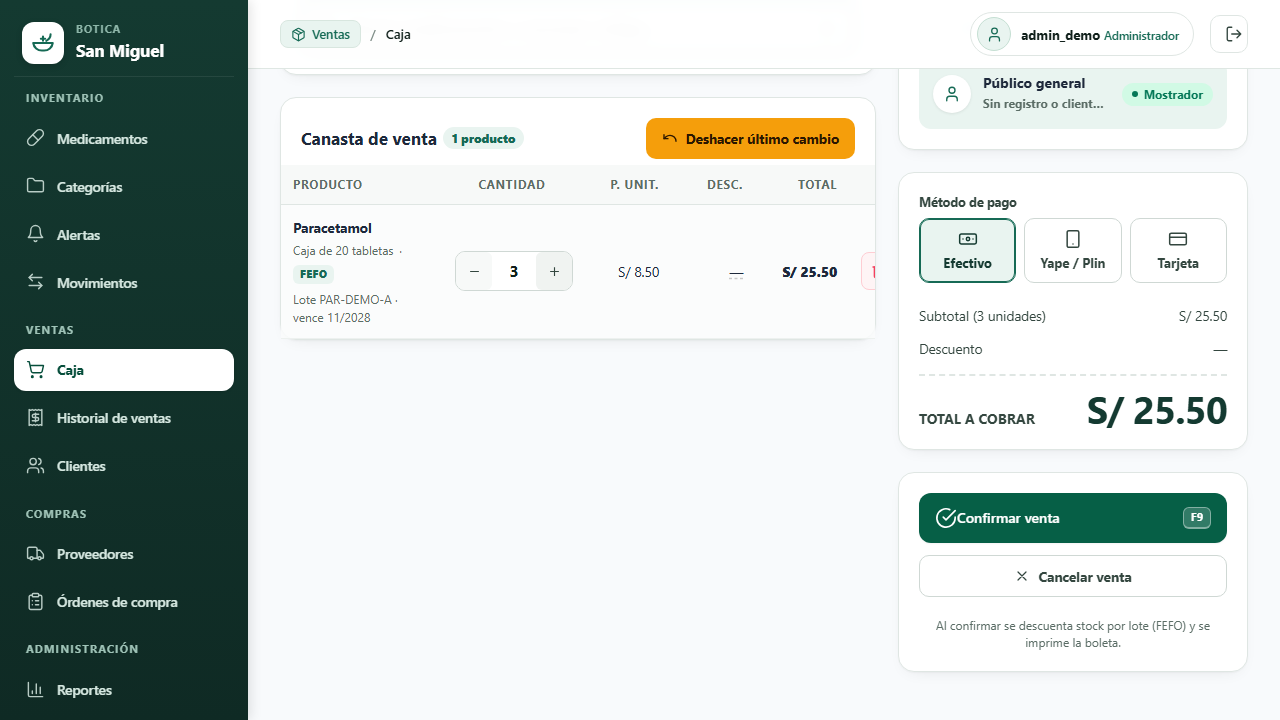 BOTICA
San Miguel
INVENTARIO
Medicamentos
Categorías
Alertas
Movimientos
VENTAS
Caja
Historial de ventas
Clientes
COMPRAS
Proveedores
Órdenes de compra
ADMINISTRACIÓN
Reportes
Ventas / Caja
admin_demo Administrador
Canasta de venta 1 producto
Deshacer último cambio
PRODUCTO CANTIDAD P. UNIT. DESC. TOTAL
Paracetamol
Caja de 20 tabletas ·
FEFO
Lote PAR-DEMO-A ·
vence 11/2028
− 3 + S/ 8.50 — S/ 25.50
Público general
Sin registro o client...
Mostrador
Método de pago
Efectivo
Yape / Plin
Tarjeta
Subtotal (3 unidades) S/ 25.50
Descuento —
TOTAL A COBRAR S/ 25.50
Confirmar venta F9
Cancelar venta
Al confirmar se descuenta stock por lote (FEFO) y se
imprime la boleta.